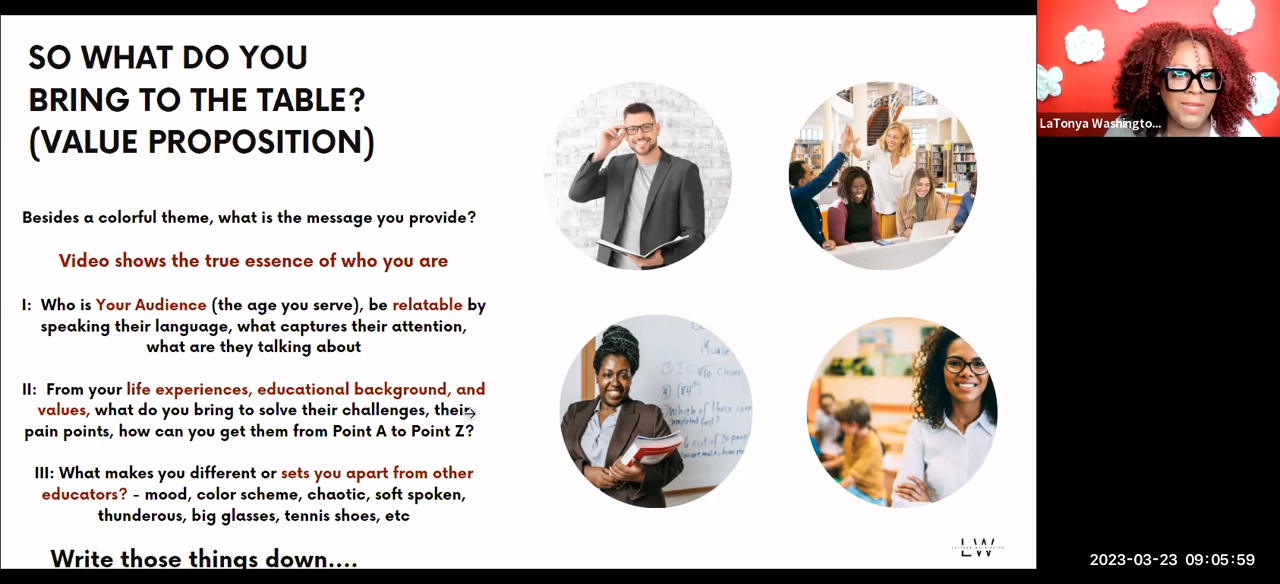 SO WHAT DO YOU
BRING TO THE TABLE?
(VALUE PROPOSITION)
Besides a colorful theme, what is the message you provide?
Video shows the true essence of who you are
I: Who is Your Audience (the age you serve), be relatable by
speaking their language, what captures their attention,
what are they talking about
II: From your life experiences, educational background, and
values, what do you bring to solve their challenges, their
pain points, how can you get them from Point A to Point Z?
III: What makes you different or sets you apart from other
educators? - mood, color scheme, chaotic, soft spoken,
thunderous, big glasses, tennis shoes, etc
Write those things down....
LW
LaTonya Washingto...
2023-03-23 09:05:59